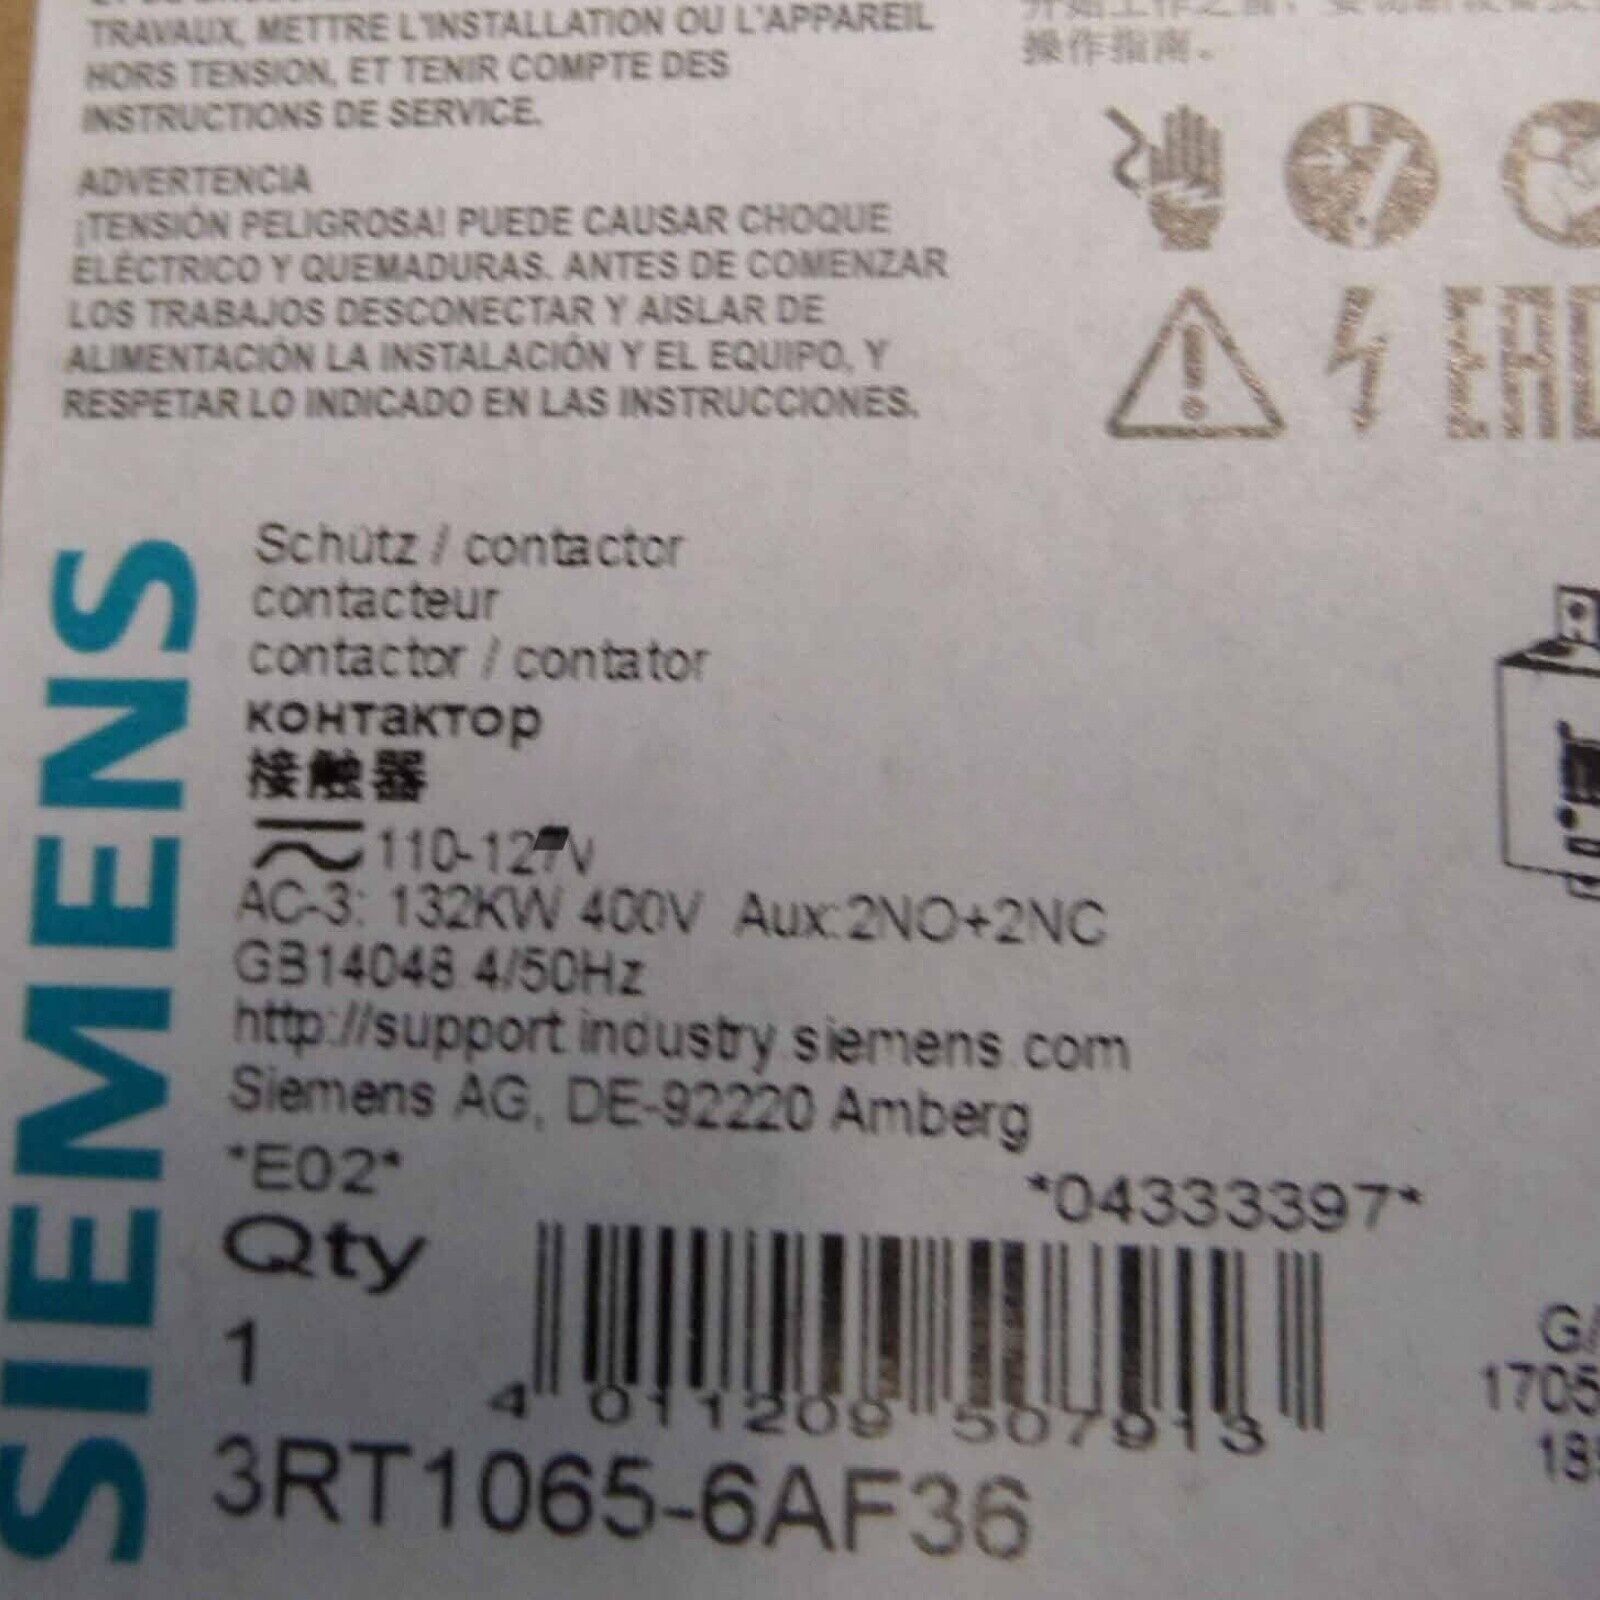 TRAVAUX, METTRE L'INSTALLATION OU L'APPAREIL
HORS TENSION, ET TENIR COMPTE DES
INSTRUCTIONS DE SERVICE.
ADVERTENCIA
¡TENSIÓN PELIGROSA! PUEDE CAUSAR CHOQUE
ELÉCTRICO Y QUEMADURAS. ANTES DE COMENZAR
LOS TRABAJOS DESCONECTAR Y AISLAR DE
ALIMENTACIÓN LA INSTALACIÓN Y EL EQUIPO, Y
RESPETAR LO INDICADO EN LAS INSTRUCCIONES.
操作指南。
EAC
SIEMENS
Schütz / contactor
contacteur
contactor / contator
контактор
接触器
110-127V
AC-3: 132KW 400V Aux:2NO+2NC
GB14048.4/50Hz
http://support.industry.siemens.com
Siemens AG, DE-92220 Amberg
*E02*
*04333397*
Qty
1
4 011209 507913
3RT1065-6AF36
G/
1705